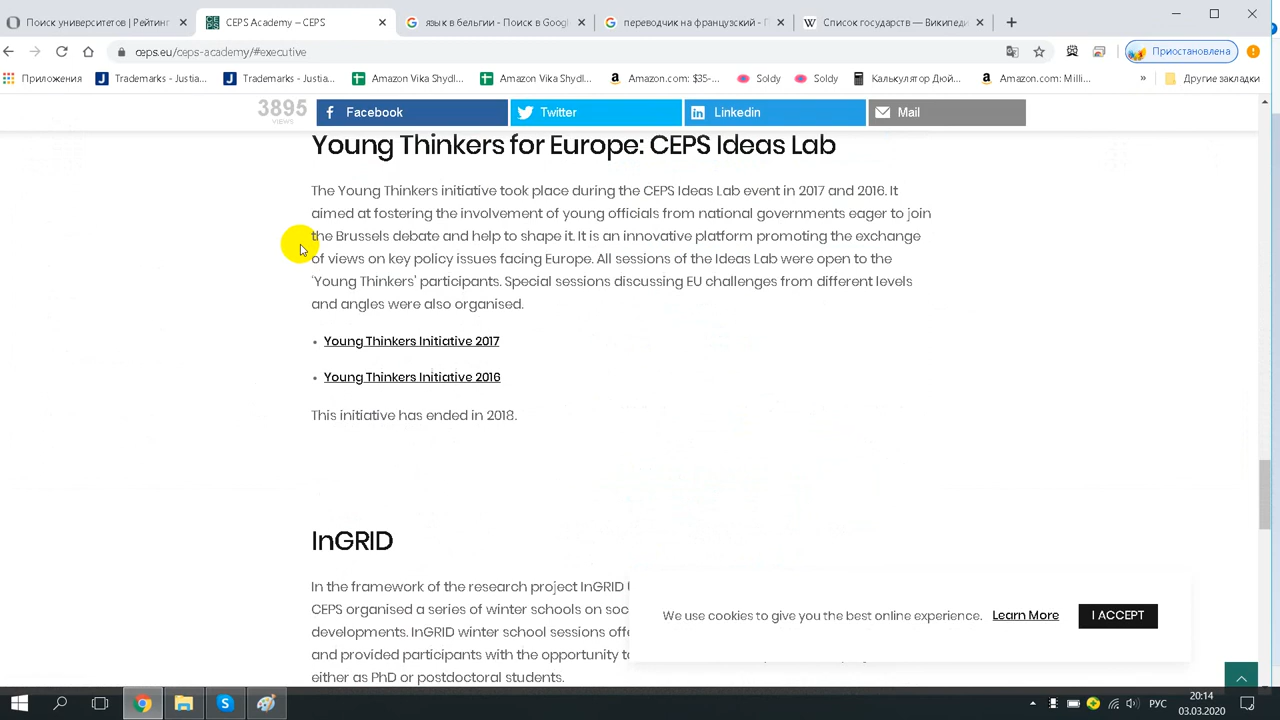 Поиск университетов | Рейтинг
CEPS Academy – CEPS
язык в бельгии - Поиск в Google
переводчик на французский - П
Список государств — Википеди
ceps.eu/ceps-academy/#executive
Приостановлена
Приложения
Trademarks - Justia...
Trademarks - Justia...
Amazon Vika Shydl...
Amazon Vika Shydl...
Amazon.com: $35-...
Soldy
Soldy
Калькулятор Дюй...
Amazon.com: Milli...
»
Другие закладки
3895
VIEWS
Facebook
Twitter
Linkedin
Mail
Young Thinkers for Europe: CEPS Ideas Lab
The Young Thinkers initiative took place during the CEPS Ideas Lab event in 2017 and 2016. It
aimed at fostering the involvement of young officials from national governments eager to join
the Brussels debate and help to shape it. It is an innovative platform promoting the exchange
of views on key policy issues facing Europe. All sessions of the Ideas Lab were open to the
‘Young Thinkers’ participants. Special sessions discussing EU challenges from different levels
and angles were also organised.
• Young Thinkers Initiative 2017
• Young Thinkers Initiative 2016
This initiative has ended in 2018.
InGRID
In the framework of the research project InGRID
CEPS organised a series of winter schools on soc
developments. InGRID winter school sessions offe
and provided participants with the opportunity to
either as PhD or postdoctoral students.
We use cookies to give you the best online experience. Learn More
I ACCEPT
РУС
20:14
03.03.2020